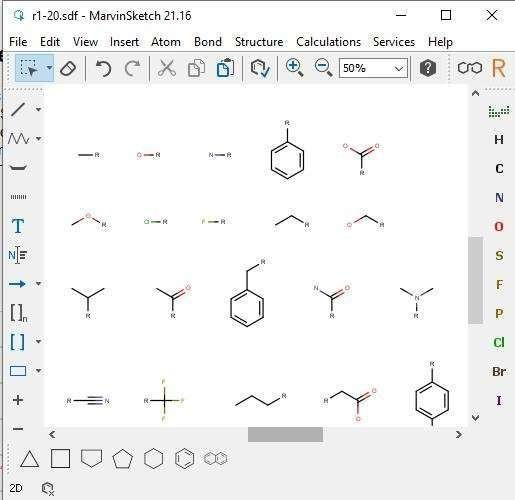 r1-20.sdf - MarvinSketch 21.16
File Edit View Insert Atom Bond Structure Calculations Services Help
50% ? R
H
C
N
O
S
F
P
Cl
Br
I
T
N
[ ]n
[ ]
R
R O R N R R O O R
O R Cl R F R R O R
R O R R N O R N R
R N R F F F R R O O R
2D